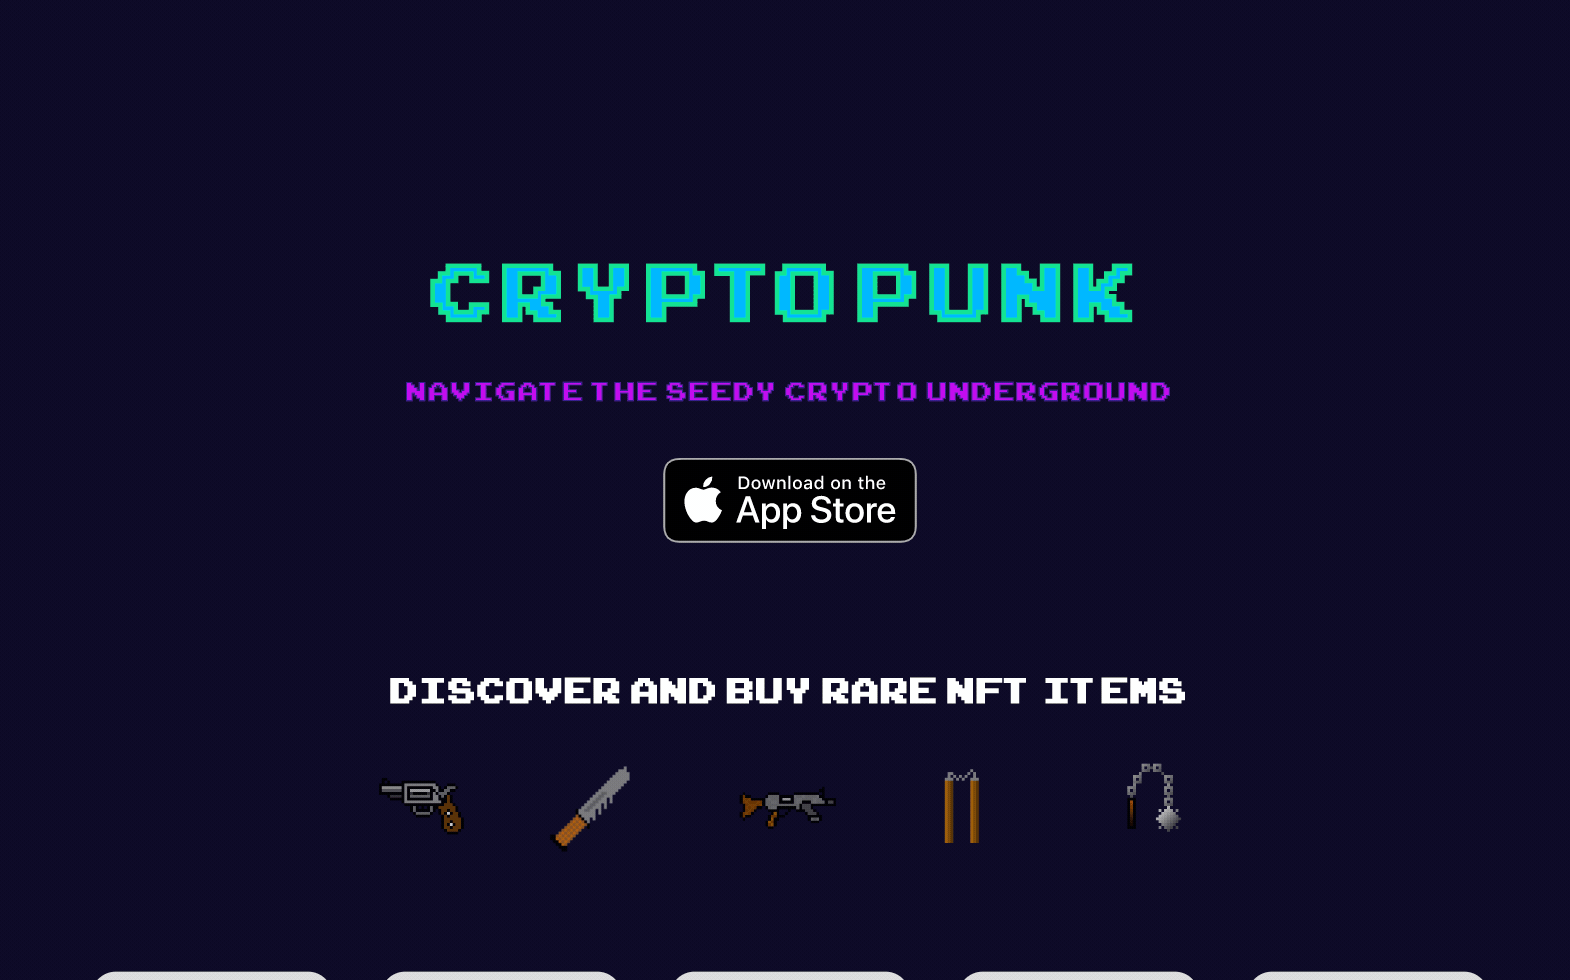 CRYPTO PUNK
NAVIGATE THE SEEDY CRYPTO UNDERGROUND
Download on the
App Store
DISCOVER AND BUY RARE NFT ITEMS